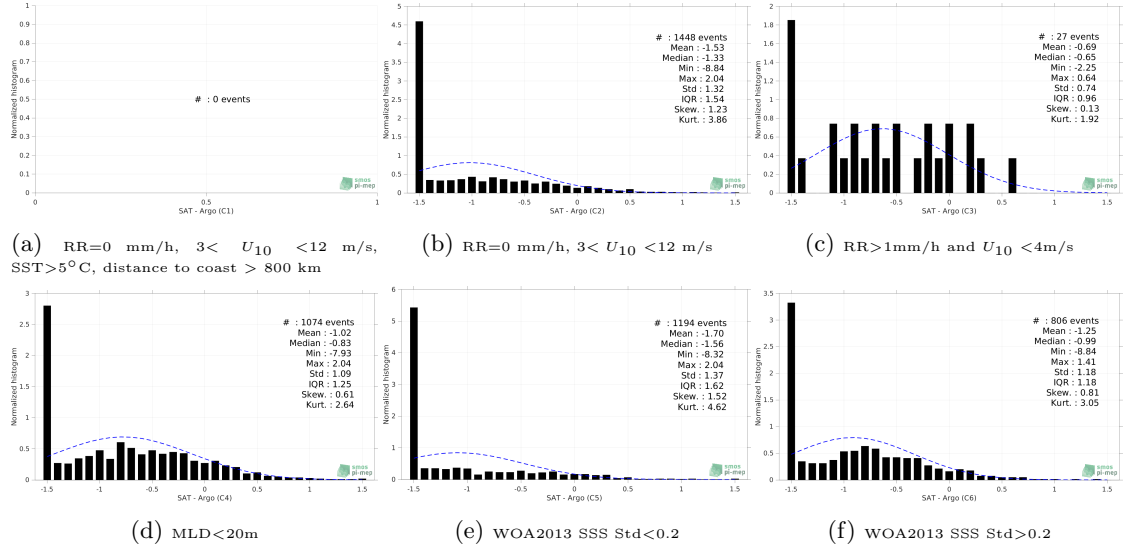 Normalized histogram
1
0.9
0.8
0.7
0.6
0.5
0.4
0.3
0.2
0.1
0
# : 0 events
smos
pi-mep
0 0.5 1
SAT - Argo (C1)
(a) RR=0 mm/h, 3< U10 <12 m/s,
SST>5°C, distance to coast > 800 km
Normalized histogram
5
4.5
4
3.5
3
2.5
2
1.5
1
0.5
0
# : 1448 events
Mean : -1.53
Median : -1.33
Min : -8.84
Max : 2.04
Std : 1.32
IQR : 1.54
Skew. : 1.23
Kurt. : 3.86
smos
pi-mep
-1.5 -1 -0.5 0 0.5 1 1.5
SAT - Argo (C2)
(b) RR=0 mm/h, 3< U10 <12 m/s
Normalized histogram
2
1.8
1.6
1.4
1.2
1
0.8
0.6
0.4
0.2
0
# : 27 events
Mean : -0.69
Median : -0.65
Min : -2.25
Max : 0.64
Std : 0.74
IQR : 0.96
Skew. : 0.13
Kurt. : 1.92
smos
pi-mep
-1.5 -1 -0.5 0 0.5 1 1.5
SAT - Argo (C3)
(c) RR>1mm/h and U10 <4m/s
Normalized histogram
3
2.5
2
1.5
1
0.5
0
# : 1074 events
Mean : -1.02
Median : -0.83
Min : -7.93
Max : 2.04
Std : 1.09
IQR : 1.25
Skew. : 0.61
Kurt. : 2.64
smos
pi-mep
-1.5 -1 -0.5 0 0.5 1 1.5
SAT - Argo (C4)
(d) MLD<20m
Normalized histogram
6
5
4
3
2
1
0
# : 1194 events
Mean : -1.70
Median : -1.56
Min : -8.32
Max : 2.04
Std : 1.37
IQR : 1.62
Skew. : 1.52
Kurt. : 4.62
smos
pi-mep
-1.5 -1 -0.5 0 0.5 1 1.5
SAT - Argo (C5)
(e) WOA2013 SSS Std<0.2
Normalized histogram
3.5
3
2.5
2
1.5
1
0.5
0
# : 806 events
Mean : -1.25
Median : -0.99
Min : -8.84
Max : 1.41
Std : 1.18
IQR : 1.18
Skew. : 0.81
Kurt. : 3.05
smos
pi-mep
-1.5 -1 -0.5 0 0.5 1 1.5
SAT - Argo (C6)
(f) WOA2013 SSS Std>0.2